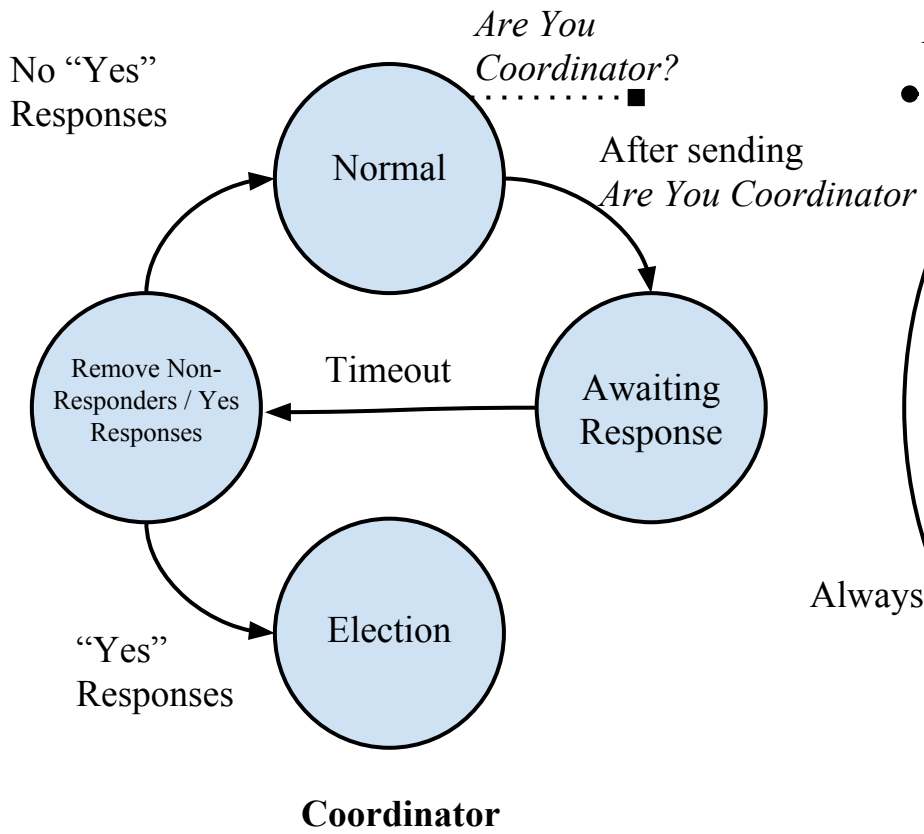 Are You
Coordinator?
No “Yes”
Responses
Normal
After sending
Are You Coordinator
Remove Non-
Responders / Yes
Responses
Timeout
Awaiting
Response
Always
Election
“Yes”
Responses
Coordinator